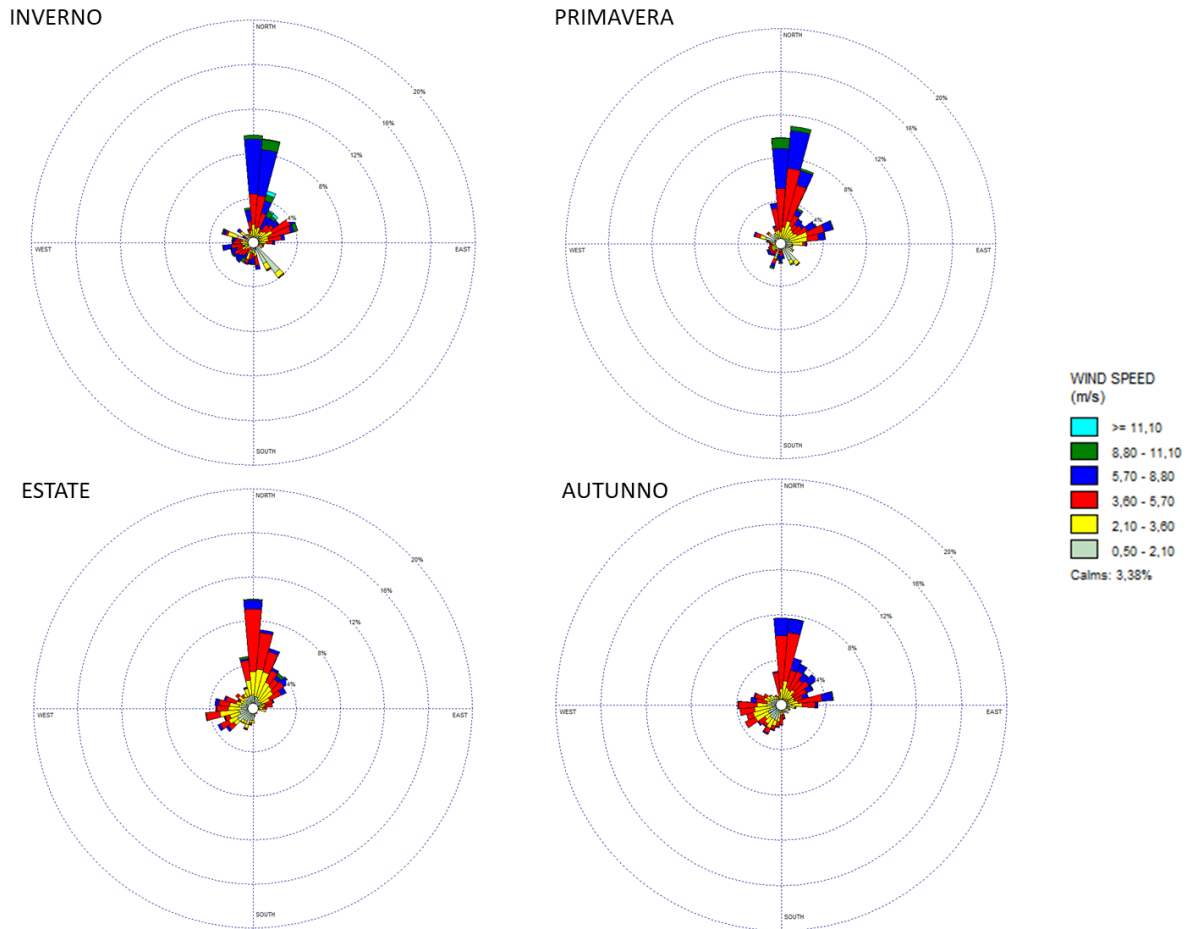 INVERNO
NORTH
20%
16%
12%
8%
4%
WEST
EAST
SOUTH
PRIMAVERA
NORTH
20%
16%
12%
8%
4%
WEST
EAST
SOUTH
ESTATE
NORTH
20%
16%
12%
8%
4%
WEST
EAST
SOUTH
AUTUNNO
NORTH
20%
16%
12%
8%
4%
WEST
EAST
SOUTH
WIND SPEED
(m/s)
>= 11,10
8,80 - 11,10
5,70 - 8,80
3,60 - 5,70
2,10 - 3,60
0,50 - 2,10
Calms: 3,38%